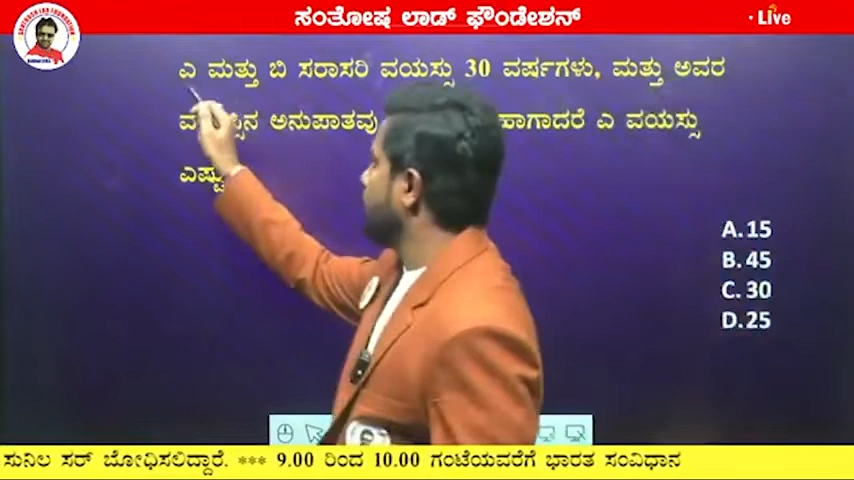 ಸಂತೋಷ ಲಾಡ್ ಫೌಂಡೇಶನ್
Live
ಎ ಮತ್ತು ಬಿ ಸರಾಸರಿ ವಯಸ್ಸು 30 ವರ್ಷಗಳು, ಮತ್ತು ಅವರ
ಅನುಪಾತವು ಹಾಗಾದರೆ ಎ ವಯಸ್ಸು
A. 15
B. 45
C. 30
D. 25
ಸುನಿಲ ಸರ್ ಬೋಧಿಸಲಿದ್ದಾರೆ. *** 9.00 ರಿಂದ 10.00 ಗಂಟೆಯವರೆಗೆ ಭಾರತ ಸಂವಿಧಾನ